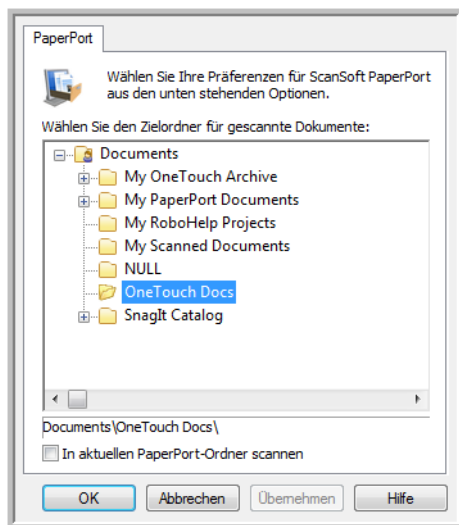 PaperPort
Wählen Sie Ihre Präferenzen für ScanSoft PaperPort
aus den unten stehenden Optionen.
Wählen Sie den Zielordner für gescannte Dokumente:
Documents
My OneTouch Archive
My PaperPort Documents
My RoboHelp Projects
My Scanned Documents
NULL
OneTouch Docs
SnagIt Catalog
Documents\OneTouch Docs\
In aktuellen PaperPort-Ordner scannen
OK Abbrechen Übernehmen Hilfe